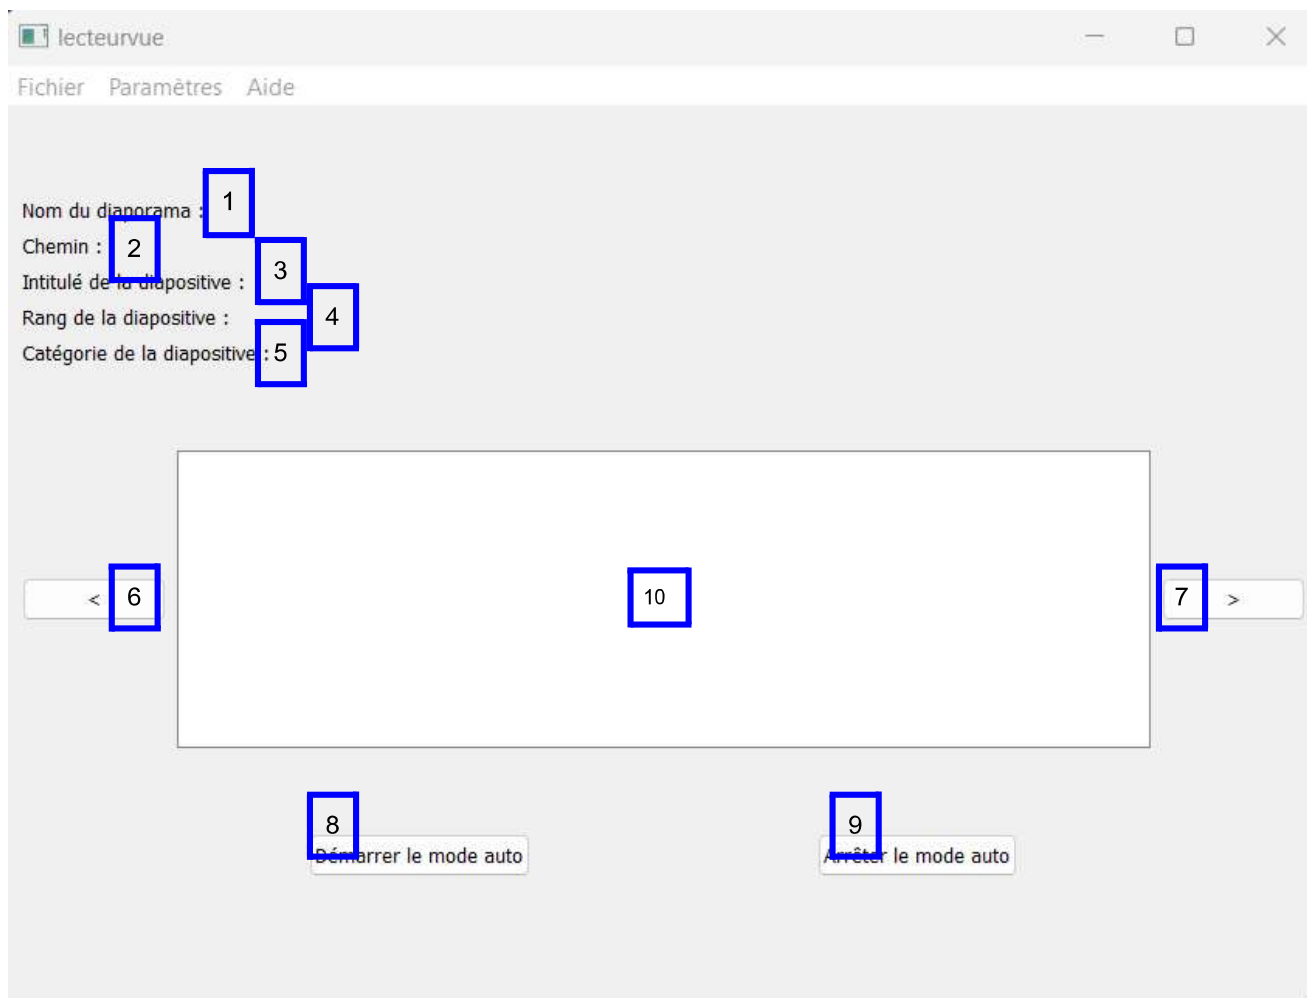 lecteurvue
Fichier Paramètres Aide
Nom du diaporama : 1
Chemin : 2
Intitulé de la diapositive : 3
Rang de la diapositive : 4
Catégorie de la diapositive : 5
< 6
10
7 >
8
9
Démarrer le mode auto
Arrêter le mode auto